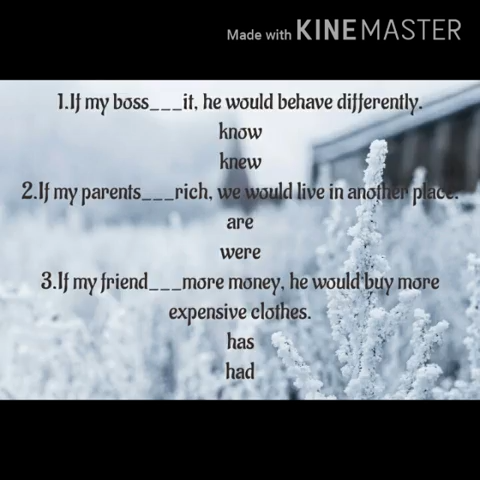 Made with KINEMASTER
1.If my boss___it, he would behave differently.
know
knew
2.If my parents___rich, we would live in another place.
are
were
3.If my friend___more money, he would buy more
expensive clothes.
has
had